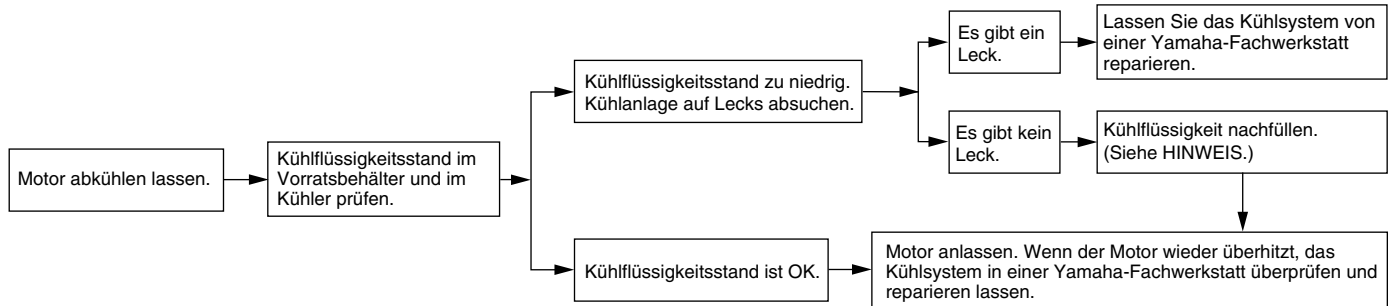 Motor abkühlen lassen.
Kühlflüssigkeitsstand im
Vorratsbehälter und im
Kühler prüfen.
Kühlflüssigkeitsstand zu niedrig.
Kühlanlage auf Lecks absuchen.
Es gibt ein
Leck.
Lassen Sie das Kühlsystem von
einer Yamaha-Fachwerkstatt
reparieren.
Es gibt kein
Leck.
Kühlflüssigkeit nachfüllen.
(Siehe HINWEIS.)
Kühlflüssigkeitsstand ist OK.
Motor anlassen. Wenn der Motor wieder überhitzt, das
Kühlsystem in einer Yamaha-Fachwerkstatt überprüfen und
reparieren lassen.